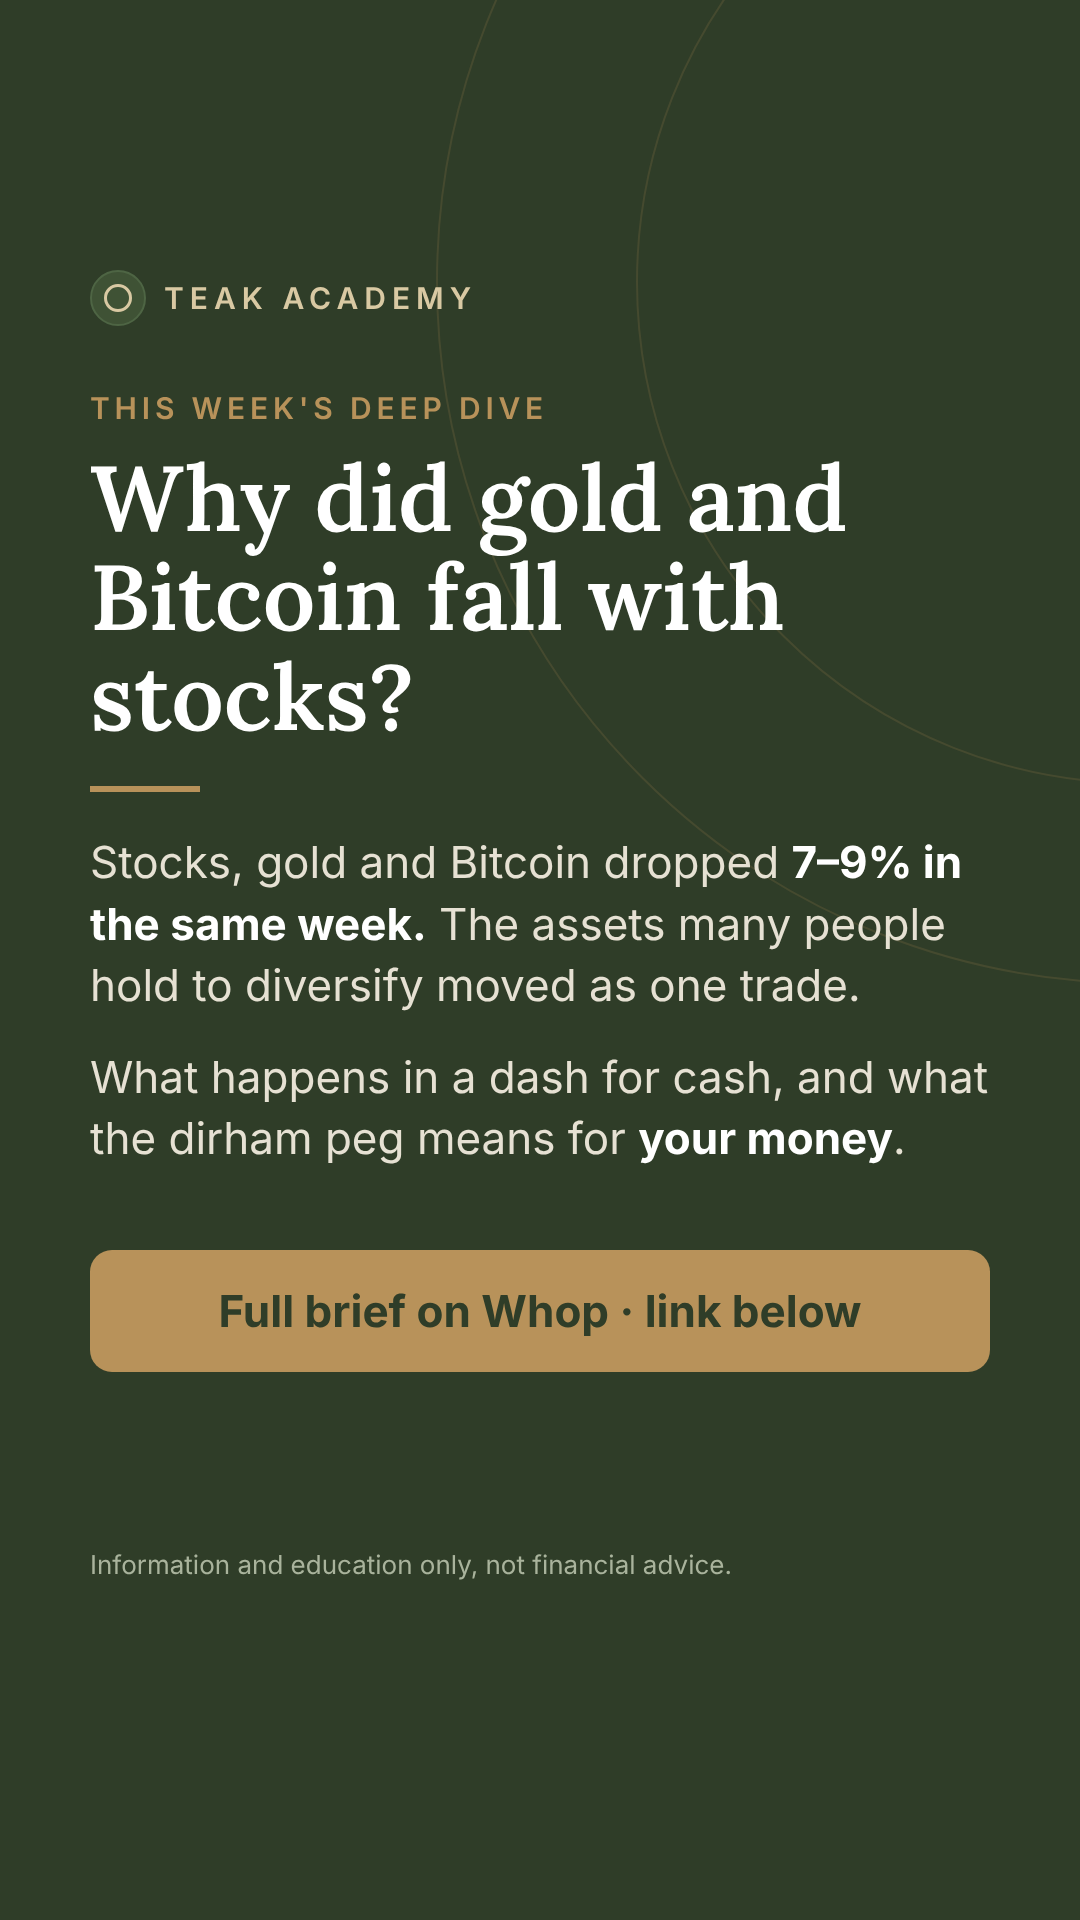 TEAK ACADEMY
THIS WEEK'S DEEP DIVE
Why did gold and
Bitcoin fall with
stocks?
Stocks, gold and Bitcoin dropped 7–9% in
the same week. The assets many people
hold to diversify moved as one trade.
What happens in a dash for cash, and what
the dirham peg means for your money.
Full brief on Whop · link below
Information and education only, not financial advice.